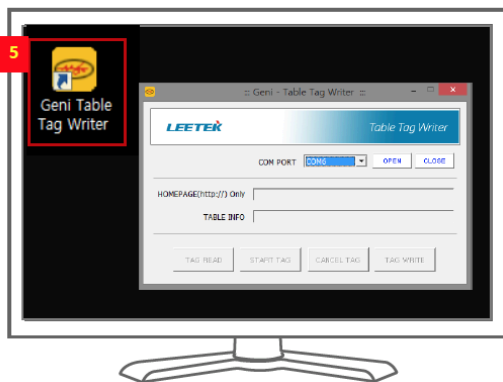 5
Geni Table
Tag Writer
:: Geni - Table Tag Writer ::
LEETEK
Table Tag Writer
COM PORT
COM6
OPEN
CLOSE
HOMEPAGE(http://) Only
TABLE INFO
TAG READ
START TAG
CANCEL TAG
TAG WRITE